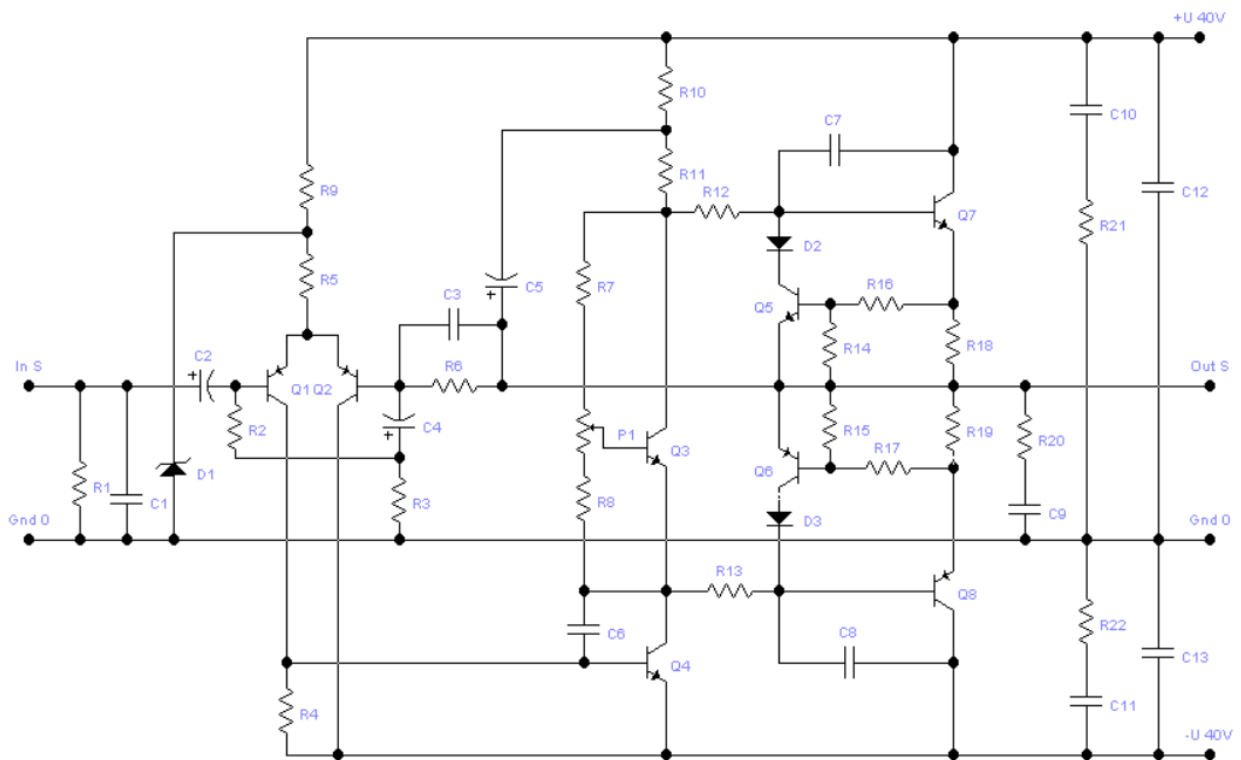 +U 40V
R10
C10
C7
R11
R9
R12
C12
Q7
R21
D2
R5
C5
R7
C3
R16
Q5
C2
R14
R18
In S
R6
Out S
Q1 Q2
R2
C4
P1
R15
R19
R20
Q3
Q6
R17
R1
C1
D1
R3
R8
C9
Gnd 0
D3
Gnd 0
R13
Q8
C6
C8
R22
Q4
C13
R4
C11
-U 40V